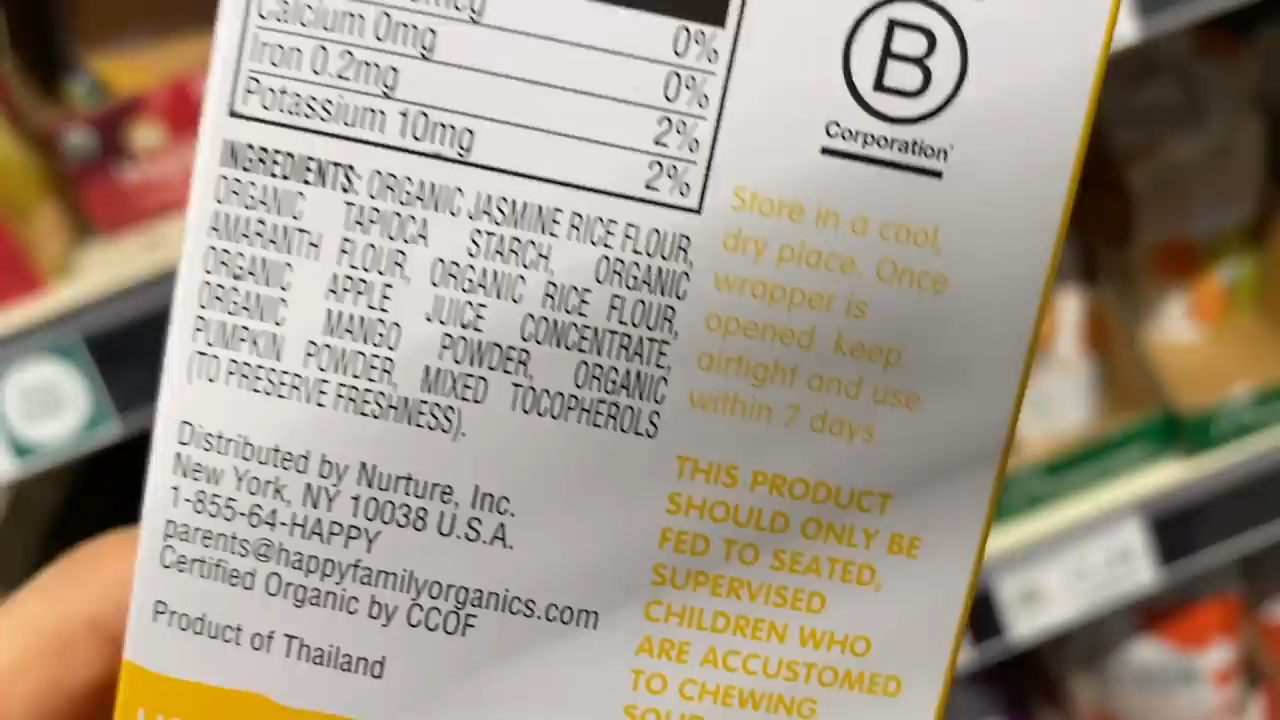 Calcium 0mg 0%
Iron 0.2mg 2%
Potassium 10mg 2%
0%
INGREDIENTS: ORGANIC JASMINE RICE FLOUR,
ORGANIC TAPIOCA STARCH, ORGANIC
AMARANTH FLOUR, ORGANIC RICE FLOUR,
ORGANIC APPLE JUICE CONCENTRATE,
ORGANIC MANGO POWDER, ORGANIC
PUMPKIN POWDER, MIXED TOCOPHEROLS
(TO PRESERVE FRESHNESS).
Distributed by Nurture, Inc.
New York, NY 10038 U.S.A.
1-855-64-HAPPY
parents@happyfamilyorganics.com
Certified Organic by CCOF
Product of Thailand
B
Corporation
Store in a cool,
dry place. Once
wrapper is
opened, keep
airtight and use
within 7 days.
THIS PRODUCT
SHOULD ONLY BE
FED TO SEATED,
SUPERVISED
CHILDREN WHO
ARE ACCUSTOMED
TO CHEWING